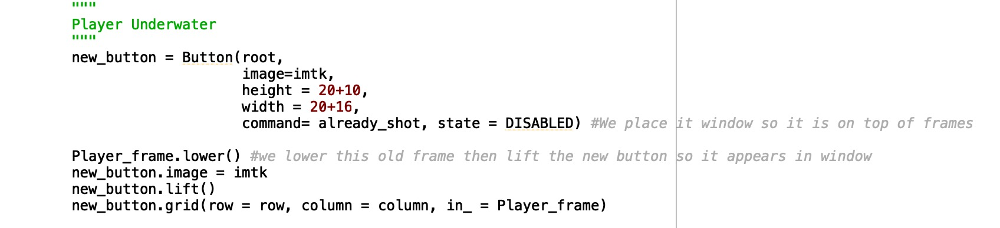 """
Player Underwater
"""
new_button = Button(root,
                    image=imtk,
                    height = 20+10,
                    width = 20+16,
                    command= already_shot, state = DISABLED) #We place it window so it is on top of frames

Player_frame.lower() #we lower this old frame then lift the new button so it appears in window
new_button.image = imtk
new_button.lift()
new_button.grid(row = row, column = column, in_ = Player_frame)